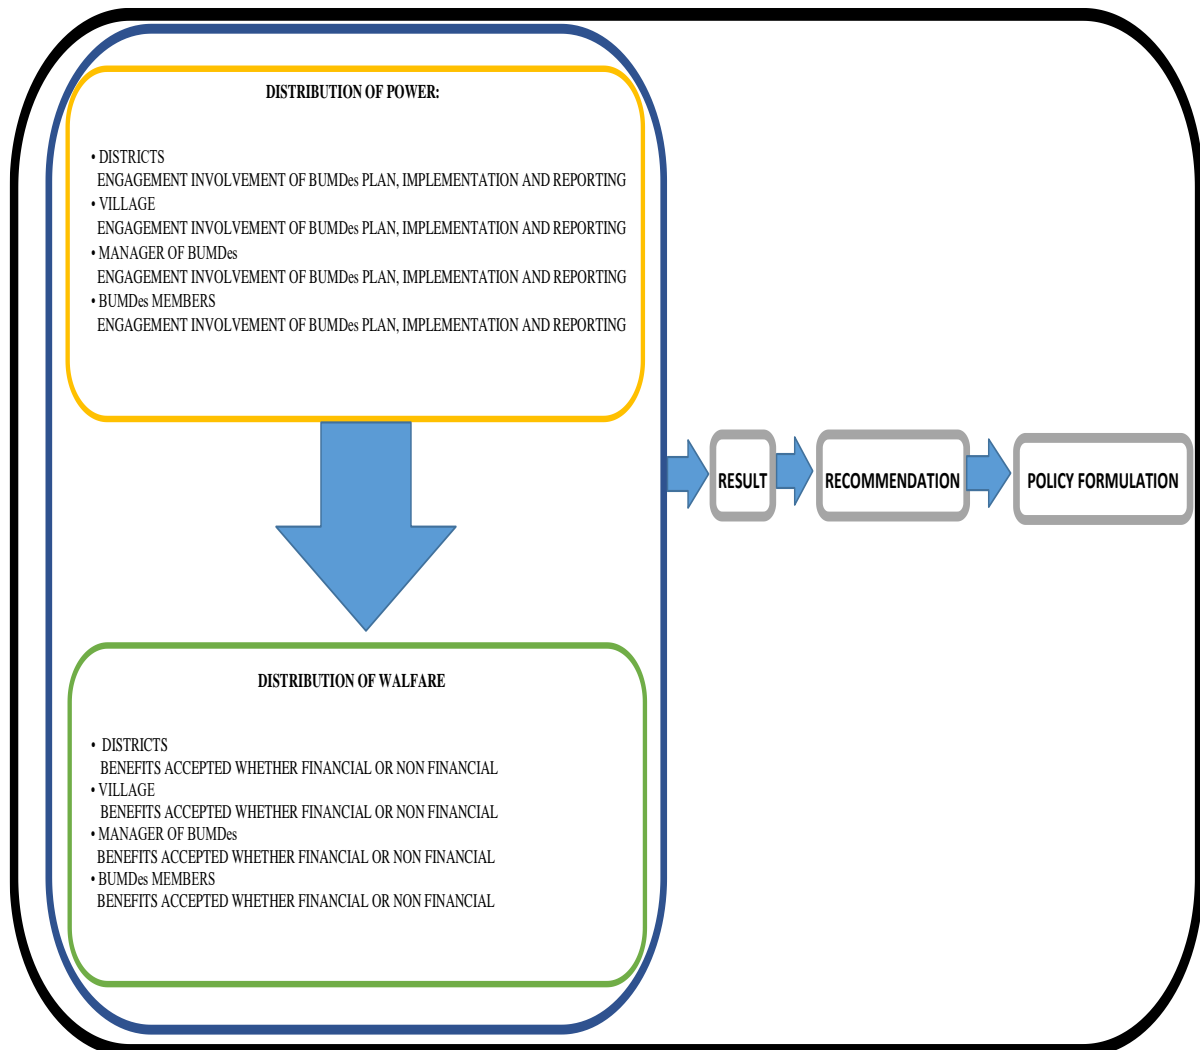 DISTRIBUTION OF POWER:
• DISTRICTS
ENGAGEMENT INVOLVEMENT OF BUMDes PLAN, IMPLEMENTATION AND REPORTING
• VILLAGE
ENGAGEMENT INVOLVEMENT OF BUMDes PLAN, IMPLEMENTATION AND REPORTING
• MANAGER OF BUMDes
ENGAGEMENT INVOLVEMENT OF BUMDes PLAN, IMPLEMENTATION AND REPORTING
• BUMDes MEMBERS
ENGAGEMENT INVOLVEMENT OF BUMDes PLAN, IMPLEMENTATION AND REPORTING
DISTRIBUTION OF WALFARE
• DISTRICTS
BENEFITS ACCEPTED WHETHER FINANCIAL OR NON FINANCIAL
• VILLAGE
BENEFITS ACCEPTED WHETHER FINANCIAL OR NON FINANCIAL
• MANAGER OF BUMDes
BENEFITS ACCEPTED WHETHER FINANCIAL OR NON FINANCIAL
• BUMDes MEMBERS
BENEFITS ACCEPTED WHETHER FINANCIAL OR NON FINANCIAL
RESULT
RECOMMENDATION
POLICY FORMULATION